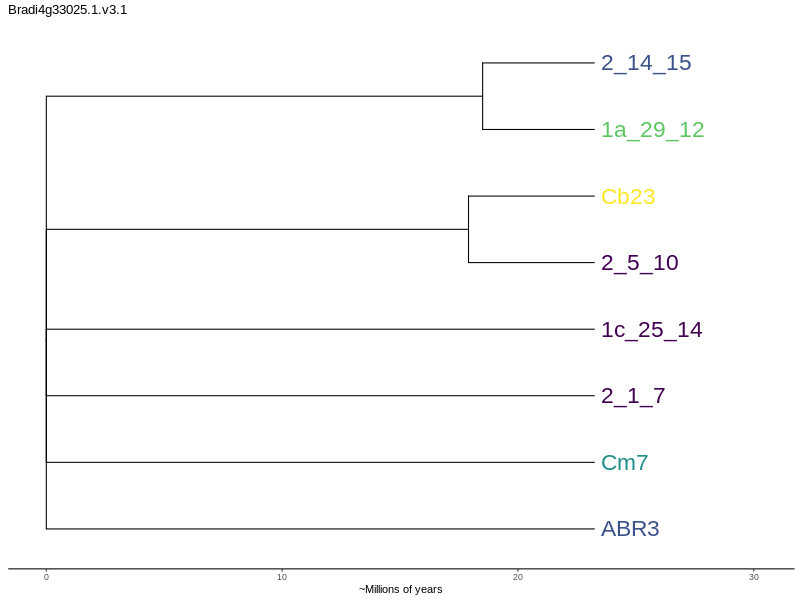 Bradi4g33025.1.v3.1
2_14_15
1a_29_12
Cb23
2_5_10
1c_25_14
2_1_7
Cm7
ABR3
0 10 20 30
~Millions of years